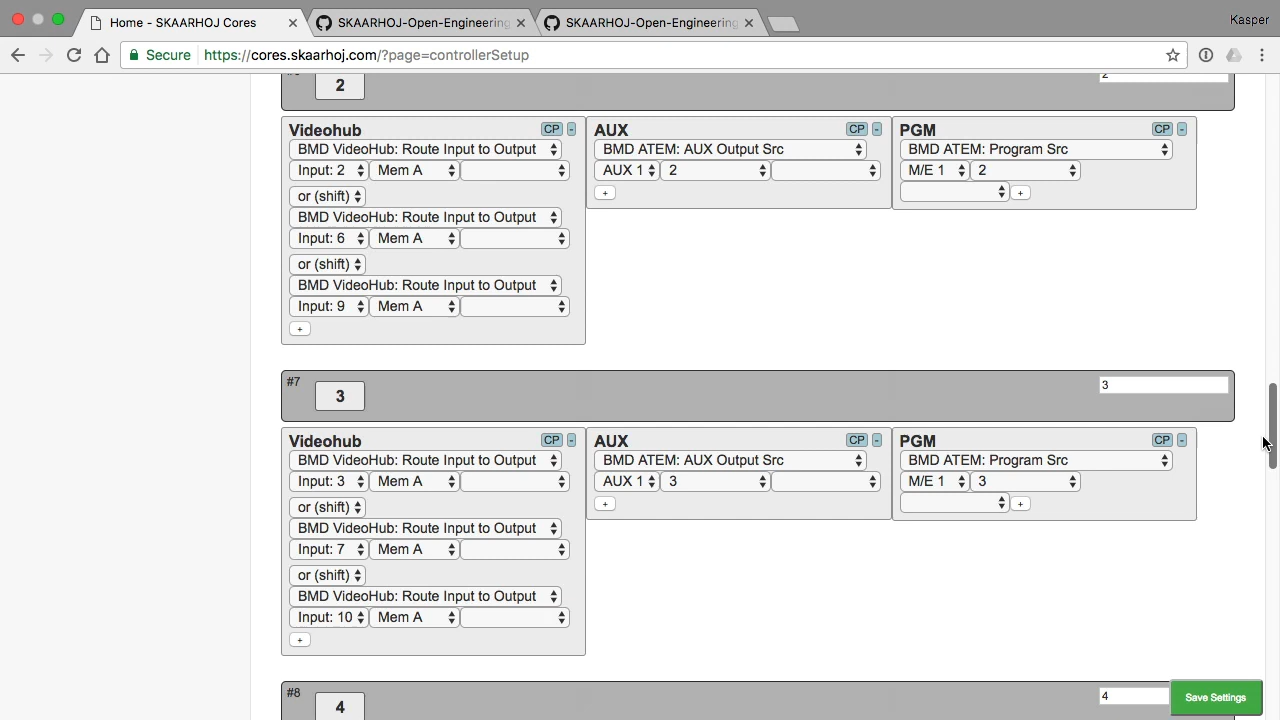 Home - SKAARHOJ Cores
SKAARHOJ-Open-Engineering
SKAARHOJ-Open-Engineering
Kasper
Secure
https://cores.skaarhoj.com/?page=controllerSetup
2
2
Videohub CP - AUX CP - PGM CP -
BMD VideoHub: Route Input to Output BMD ATEM: AUX Output Src BMD ATEM: Program Src
Input: 2 Mem A AUX 1 2 M/E 1 2
or (shift) + +
BMD VideoHub: Route Input to Output
Input: 6 Mem A
or (shift)
BMD VideoHub: Route Input to Output
Input: 9 Mem A
+
#7 3 3
Videohub CP - AUX CP - PGM CP -
BMD VideoHub: Route Input to Output BMD ATEM: AUX Output Src BMD ATEM: Program Src
Input: 3 Mem A AUX 1 3 M/E 1 3
or (shift) + +
BMD VideoHub: Route Input to Output
Input: 7 Mem A
or (shift)
BMD VideoHub: Route Input to Output
Input: 10 Mem A
+
#8 4 4
Save Settings